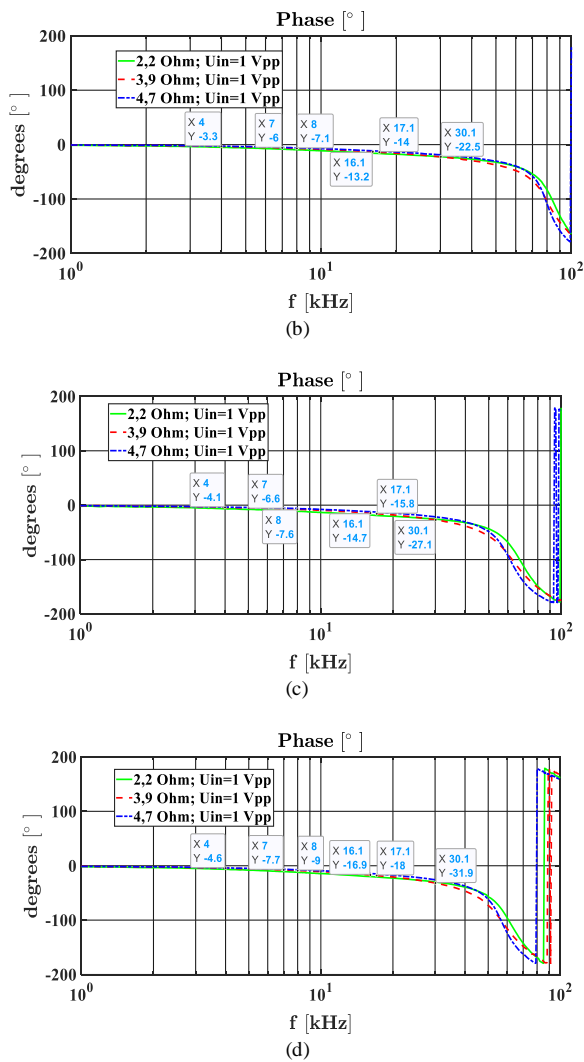 Phase [°]
200
2,2 Ohm; Uin=1 Vpp
3,9 Ohm; Uin=1 Vpp
4,7 Ohm; Uin=1 Vpp
100
X 4
Y -3.3
X 7
Y -6
X 8
Y -7.1
X 17.1
Y -14
X 30.1
Y -22.5
0
X 16.1
Y -13.2
-100
-200
degrees [°]
10^0
10^1
10^2
f [kHz]
(b)
Phase [°]
200
2,2 Ohm; Uin=1 Vpp
3,9 Ohm; Uin=1 Vpp
4,7 Ohm; Uin=1 Vpp
100
X 4
Y -4.1
X 7
Y -6.6
X 17.1
Y -15.8
0
X 8
Y -7.6
X 16.1
Y -14.7
X 30.1
Y -27.1
-100
-200
degrees [°]
10^0
10^1
10^2
f [kHz]
(c)
Phase [°]
200
2,2 Ohm; Uin=1 Vpp
3,9 Ohm; Uin=1 Vpp
4,7 Ohm; Uin=1 Vpp
100
X 4
Y -4.6
X 7
Y -7.7
X 8
Y -9
X 16.1
Y -16.9
X 17.1
Y -18
X 30.1
Y -31.9
0
-100
-200
degrees [°]
10^0
10^1
10^2
f [kHz]
(d)